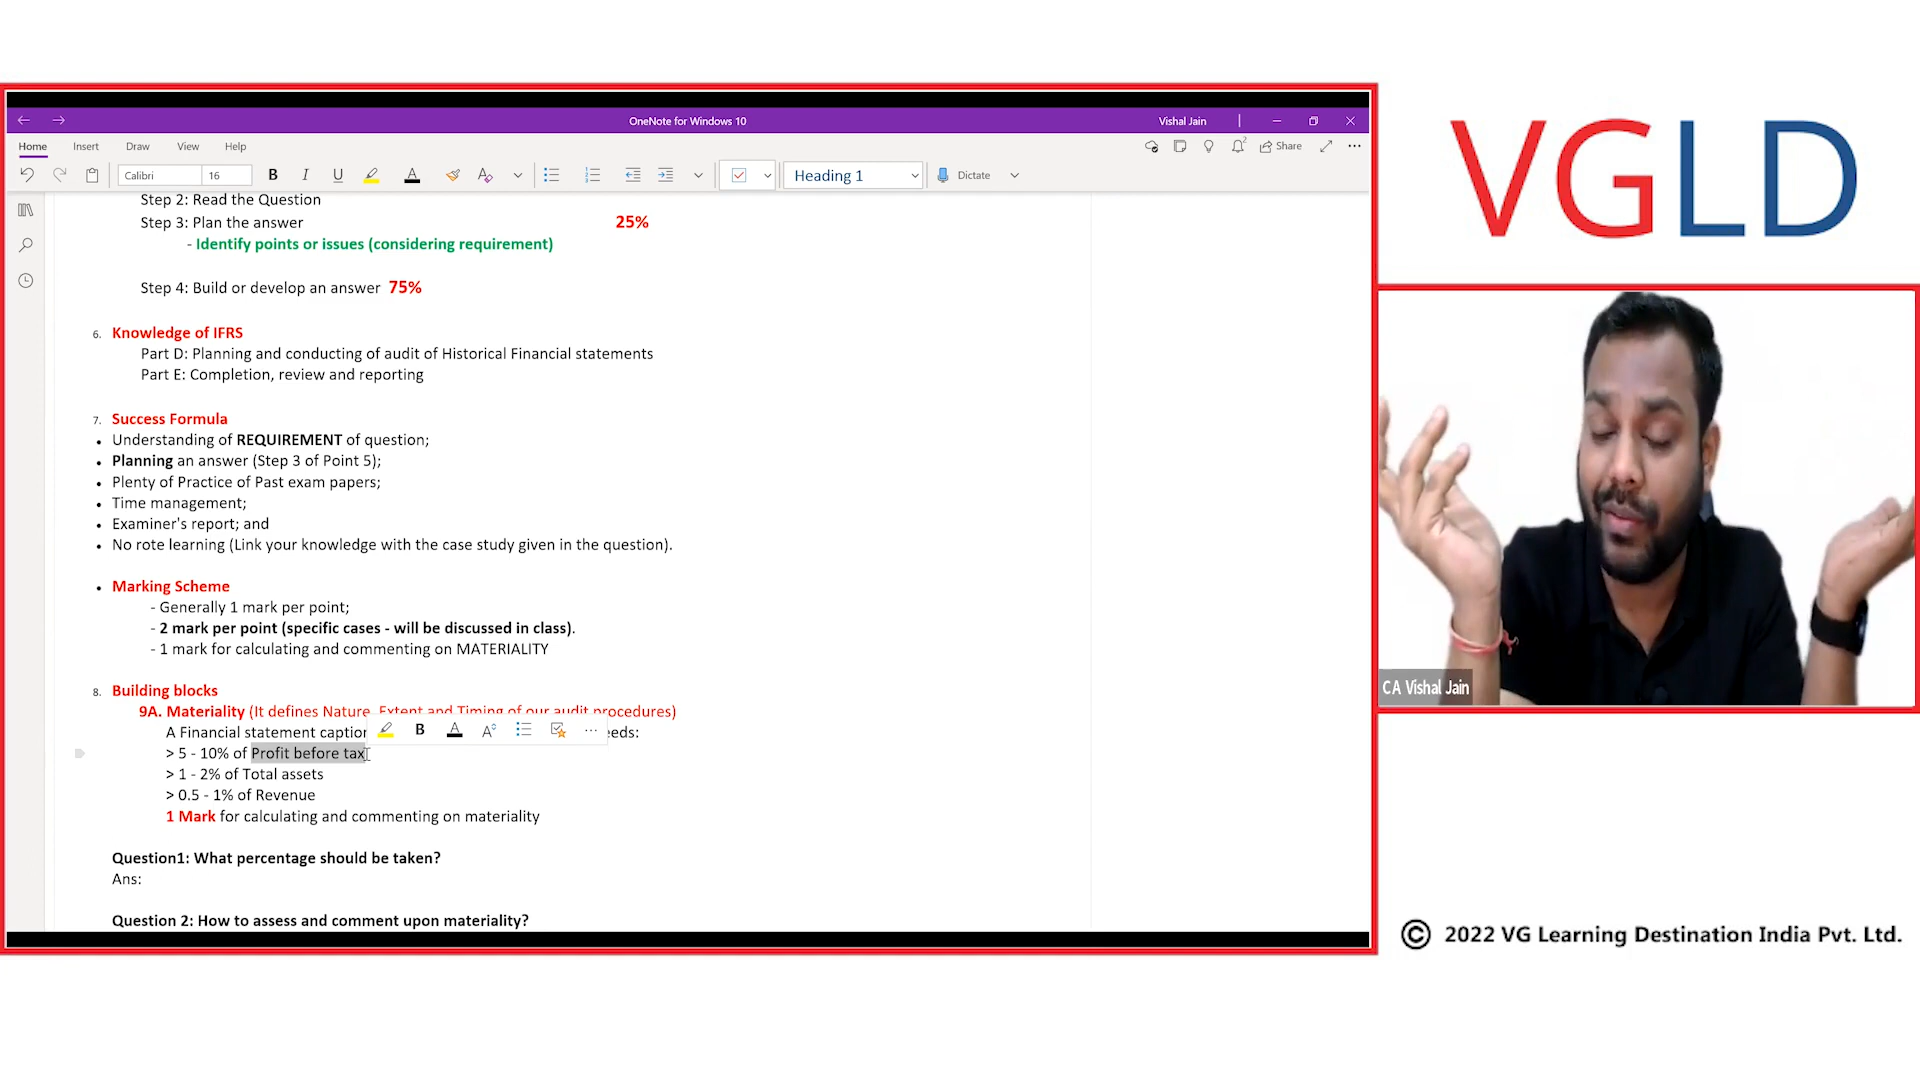 OneNote for Windows 10
Vishal Jain
Home Insert Draw View Help
Share
Calibri 16 B I U A Heading 1 Dictate
Step 2: Read the Question
Step 3: Plan the answer 25%
- Identify points or issues (considering requirement)
Step 4: Build or develop an answer 75%
6. Knowledge of IFRS
Part D: Planning and conducting of audit of Historical Financial statements
Part E: Completion, review and reporting
7. Success Formula
• Understanding of REQUIREMENT of question;
• Planning an answer (Step 3 of Point 5);
• Plenty of Practice of Past exam papers;
• Time management;
• Examiner's report; and
• No rote learning (Link your knowledge with the case study given in the question).
• Marking Scheme
- Generally 1 mark per point;
- 2 mark per point (specific cases - will be discussed in class).
- 1 mark for calculating and commenting on MATERIALITY
8. Building blocks
9A. Materiality (It defines Nature, Extent and Timing of our audit procedures)
A Financial statement caption eeds:
B A A
> 5 - 10% of Profit before tax
> 1 - 2% of Total assets
> 0.5 - 1% of Revenue
1 Mark for calculating and commenting on materiality
Question1: What percentage should be taken?
Ans:
Question 2: How to assess and comment upon materiality?
VGLD
CA Vishal Jain
© 2022 VG Learning Destination India Pvt. Ltd.